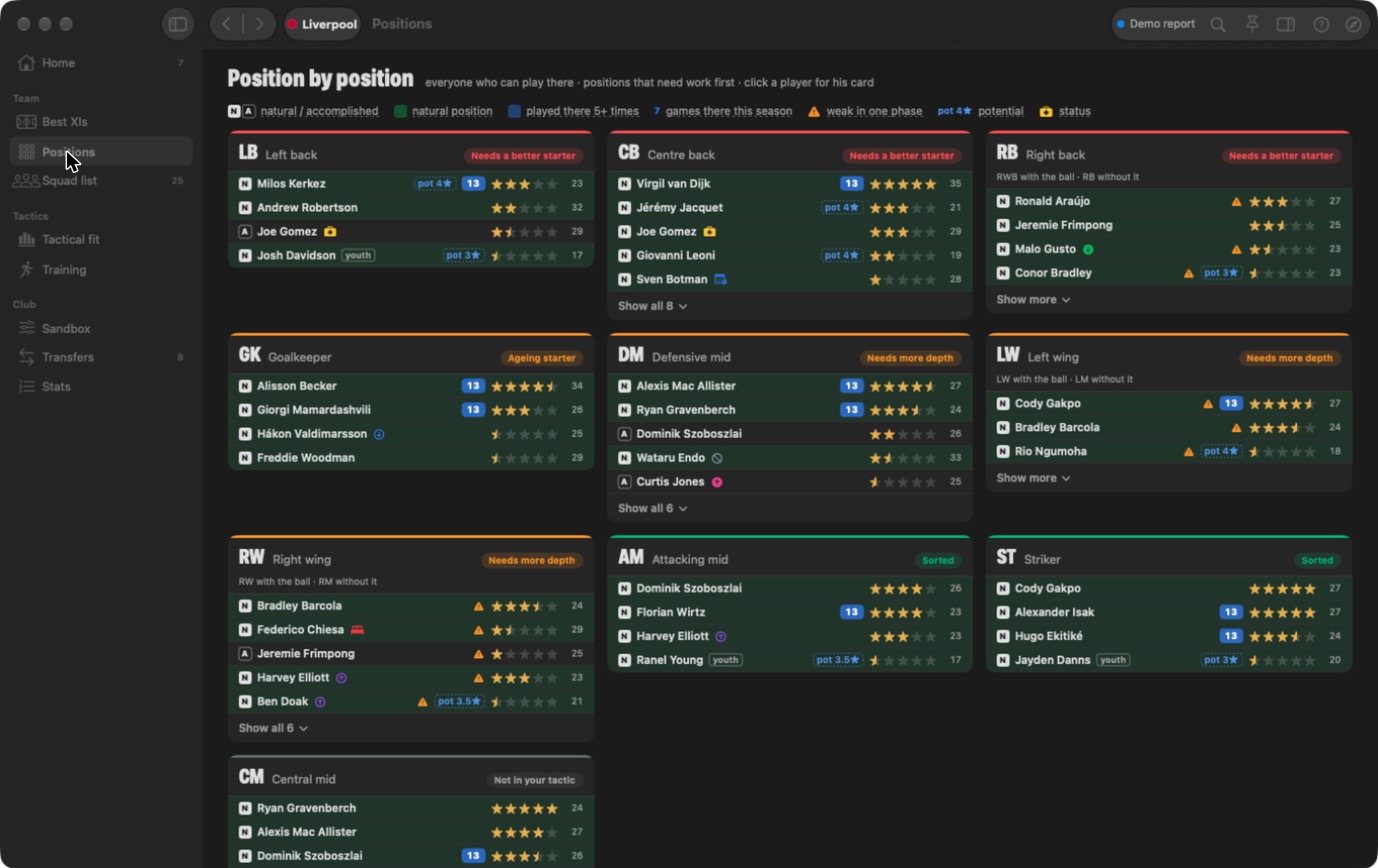 Liverpool Positions
Demo report
Home 7
Team
Best XIs
Positions
Squad list 25
Tactics
Tactical fit
Training
Club
Sandbox
Transfers 8
Stats
Position by position everyone who can play there · positions that need work first · click a player for his card
N A natural / accomplished natural position played there 5+ times 7 games there this season weak in one phase pot 4★ potential status
LB Left back Needs a better starter
N Milos Kerkez pot 4★ 13 23
N Andrew Robertson 32
A Joe Gomez 29
N Josh Davidson youth pot 3★ 17
CB Centre back Needs a better starter
N Virgil van Dijk 13 35
N Jérémy Jacquet pot 4★ 21
N Joe Gomez 29
N Giovanni Leoni pot 4★ 19
N Sven Botman 28
Show all 8
RB Right back Needs a better starter
RWB with the ball · RB without it
N Ronald Araújo 27
N Jeremie Frimpong 25
N Malo Gusto 23
N Conor Bradley pot 3★ 23
Show more
GK Goalkeeper Ageing starter
N Alisson Becker 13 34
N Giorgi Mamardashvili 13 26
N Hákon Valdimarsson 25
N Freddie Woodman 29
DM Defensive mid Needs more depth
N Alexis Mac Allister 13 27
N Ryan Gravenberch 13 24
A Dominik Szoboszlai 26
N Wataru Endo 33
A Curtis Jones 25
Show all 6
LW Left wing Needs more depth
LW with the ball · LM without it
N Cody Gakpo 13 27
N Bradley Barcola 24
N Rio Ngumoha pot 4★ 18
Show more
RW Right wing Needs more depth
RW with the ball · RM without it
N Bradley Barcola 24
N Federico Chiesa 29
A Jeremie Frimpong 25
N Harvey Elliott 23
N Ben Doak pot 3.5★ 21
Show all 6
AM Attacking mid Sorted
N Dominik Szoboszlai 26
N Florian Wirtz 13 23
N Harvey Elliott 23
N Ranel Young youth pot 3.5★ 17
ST Striker Sorted
N Cody Gakpo 27
N Alexander Isak 13 27
N Hugo Ekitiké 13 24
N Jayden Danns youth pot 3★ 20
CM Central mid Not in your tactic
N Ryan Gravenberch 24
N Alexis Mac Allister 27
N Dominik Szoboszlai 13 26